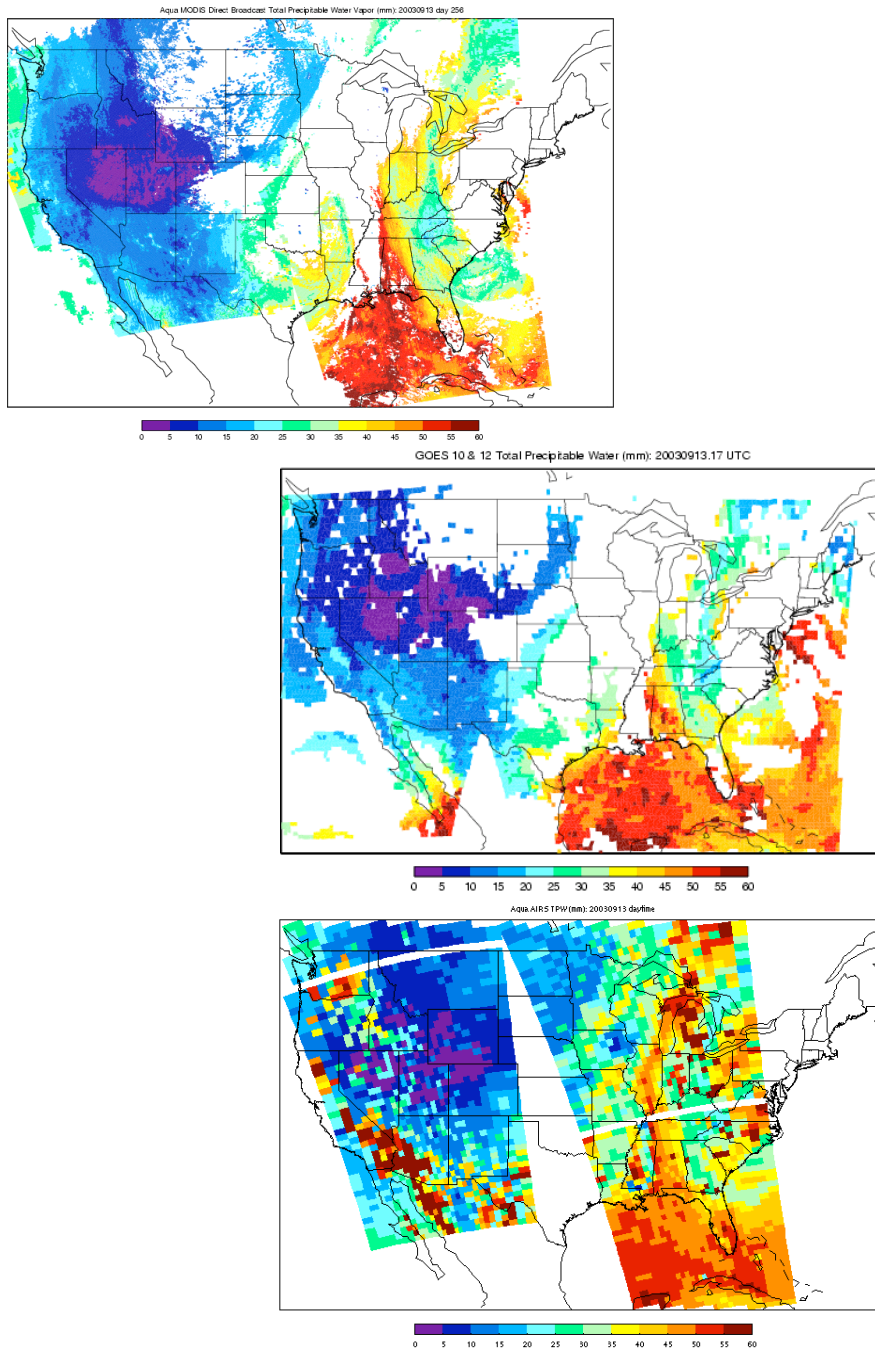 Aqua MODIS Direct Broadcast Total Precipitable Water Vapor (mm): 20030913 day 256
0 5 10 15 20 25 30 35 40 45 50 55 60
GOES 10 & 12 Total Precipitable Water (mm): 20030913.17 UTC
0 5 10 15 20 25 30 35 40 45 50 55 60
Aqua AIRS TPW (mm): 20030913 daytime
0 5 10 15 20 25 30 35 40 45 50 55 60